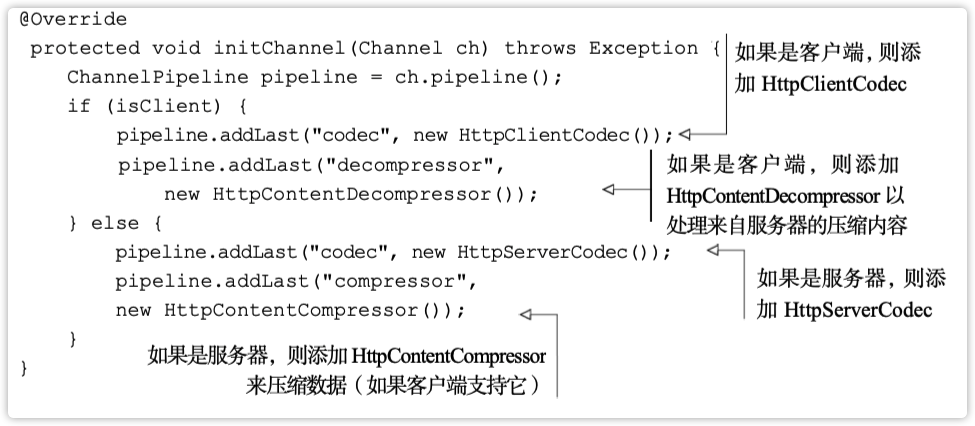 @Override
protected void initChannel(Channel ch) throws Exception {
ChannelPipeline pipeline = ch.pipeline();
if (isClient) {
pipeline.addLast("codec", new HttpClientCodec());
pipeline.addLast("decompressor",
new HttpContentDecompressor());
} else {
pipeline.addLast("codec", new HttpServerCodec());
pipeline.addLast("compressor",
new HttpContentCompressor());
}
}
如果是客户端,则添
加 HttpClientCodec
如果是客户端，则添加
HttpContentDecompressor 以
处理来自服务器的压缩内容
如果是服务器，则添
加 HttpServerCodec
如果是服务器，则添加 HttpContentCompressor
来压缩数据（如果客户端支持它）